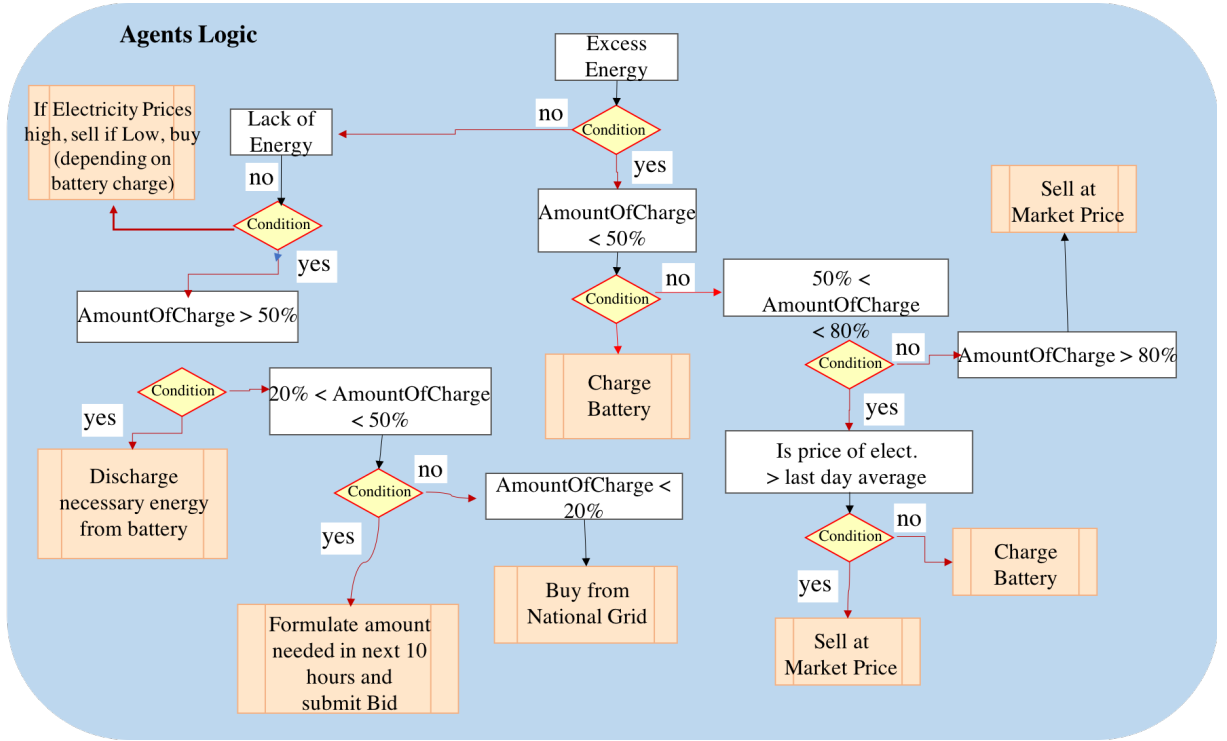 Agents Logic
Excess
Energy
Condition
no
yes
Lack of
Energy
no
Condition
yes
If Electricity Prices
high, sell if Low, buy
(depending on
battery charge)
AmountOfCharge > 50%
Condition
yes
Discharge
necessary energy
from battery
20% < AmountOfCharge
< 50%
Condition
no
yes
AmountOfCharge <
20%
Buy from
National Grid
Formulate amount
needed in next 10
hours and
submit Bid
AmountOfCharge
< 50%
Condition
no
Charge
Battery
50% <
AmountOfCharge
< 80%
Condition
no
yes
AmountOfCharge > 80%
Sell at
Market Price
Is price of elect.
> last day average
Condition
no
yes
Charge
Battery
Sell at
Market Price